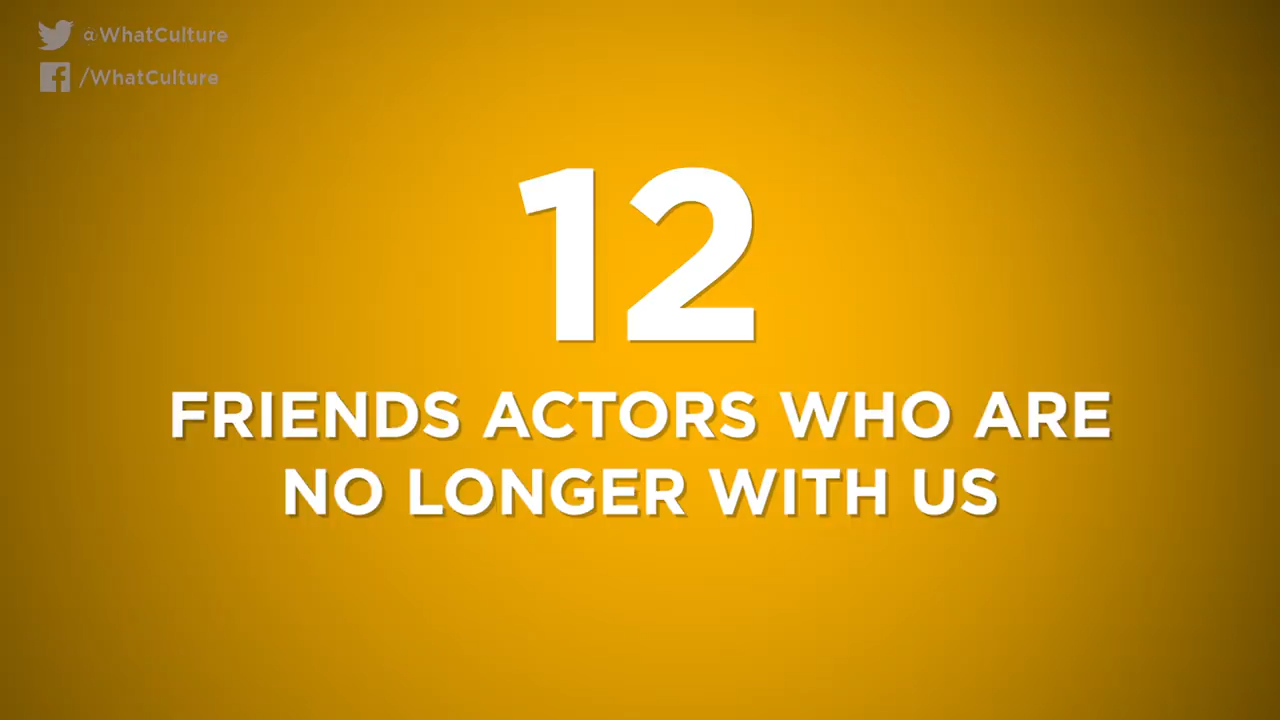 @WhatCulture
/WhatCulture
12
FRIENDS ACTORS WHO ARE
NO LONGER WITH US